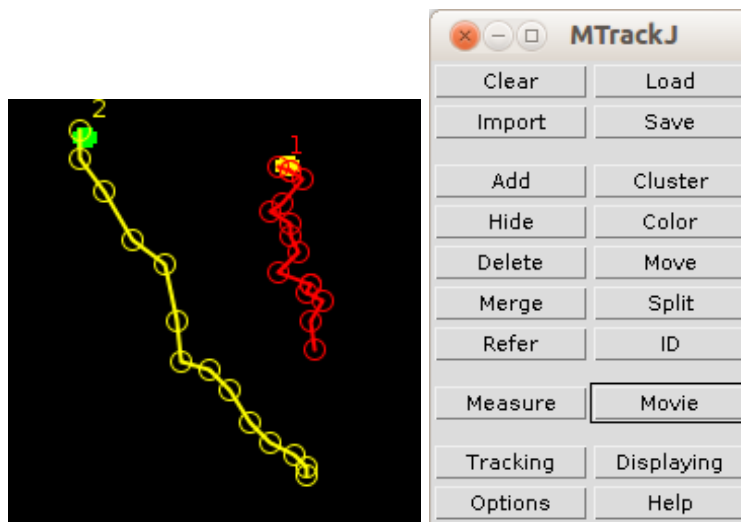 2
1
MTrackJ
Clear Load
Import Save
Add Cluster
Hide Color
Delete Move
Merge Split
Refer ID
Measure Movie
Tracking Displaying
Options Help